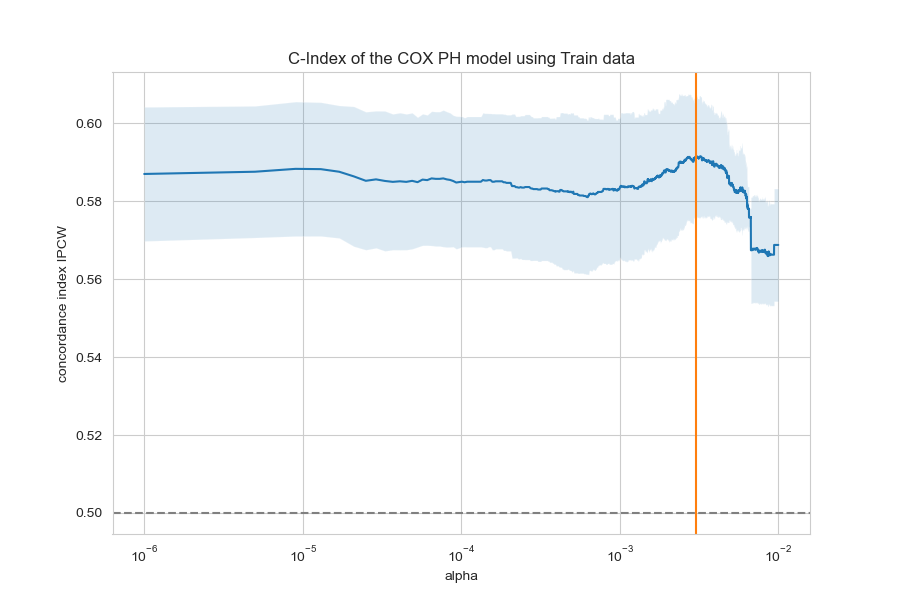 C-Index of the COX PH model using Train data
concordance index IPCW
0.60
0.58
0.56
0.54
0.52
0.50
10⁻⁶ 10⁻⁵ 10⁻⁴ 10⁻³ 10⁻²
alpha